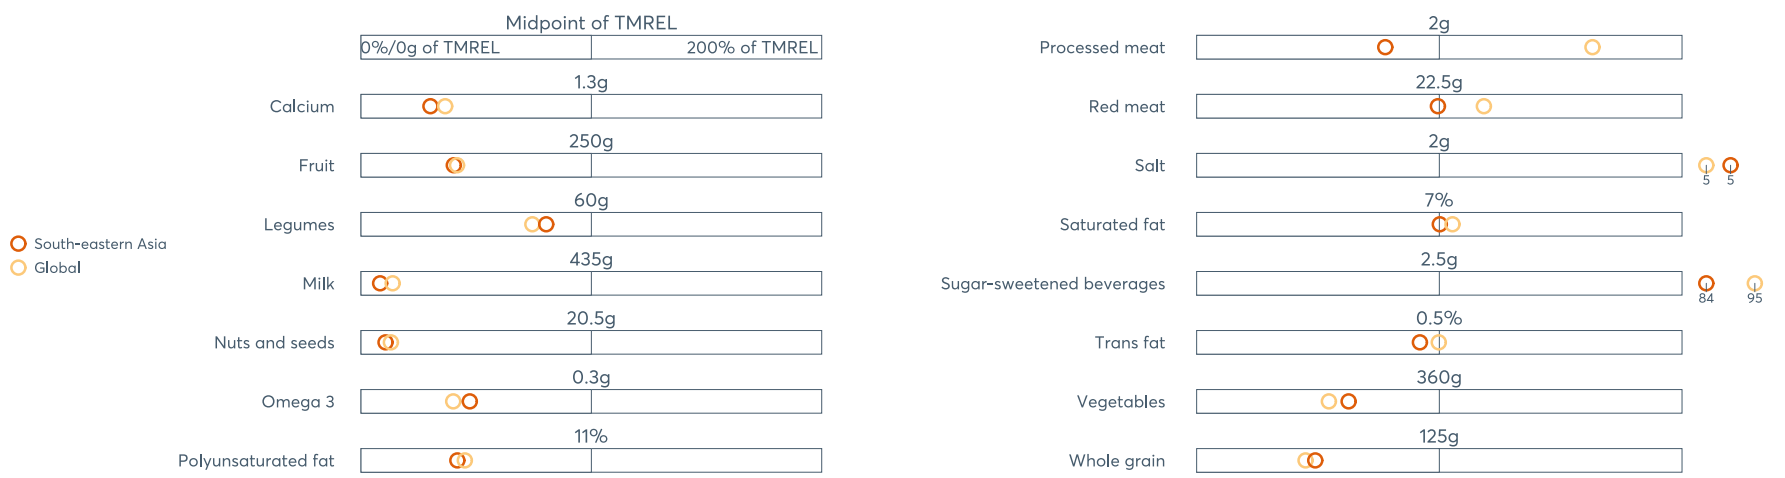 Midpoint of TMREL
0%/0g of TMREL 200% of TMREL
1.3g
Calcium
250g
Fruit
60g
Legumes
435g
Milk
20.5g
Nuts and seeds
0.3g
Omega 3
11%
Polyunsaturated fat
South-eastern Asia
Global
2g
Processed meat
22.5g
Red meat
2g
Salt
5 5
7%
Saturated fat
2.5g
Sugar-sweetened beverages
84 95
0.5%
Trans fat
360g
Vegetables
125g
Whole grain